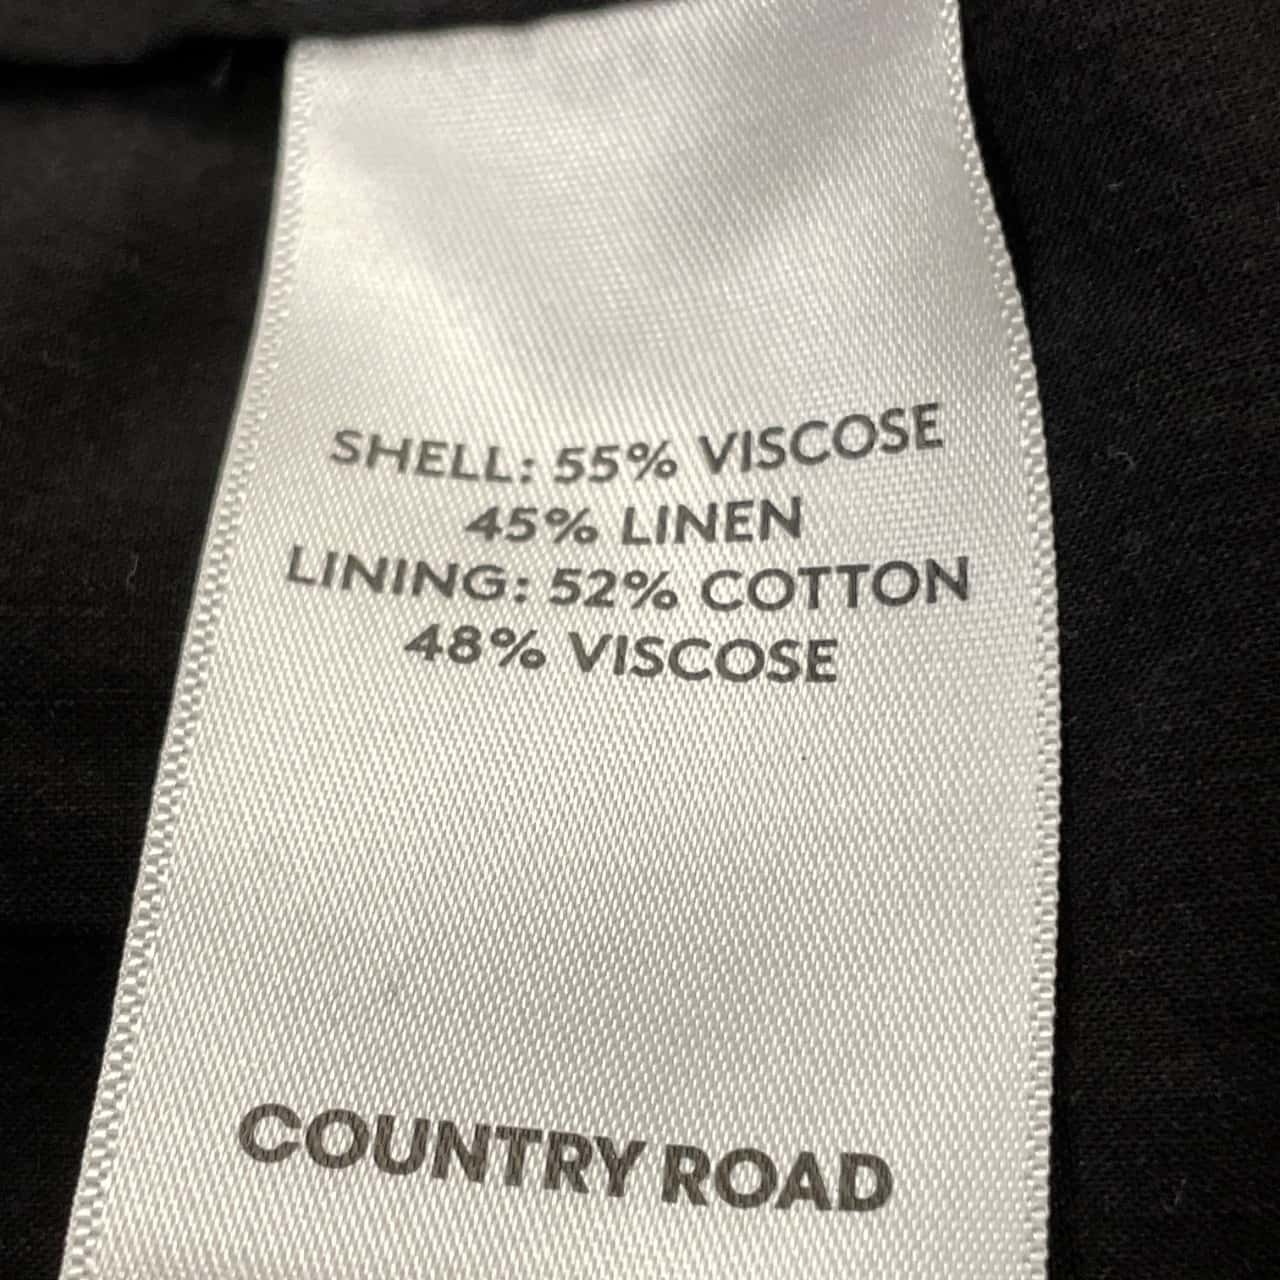 SHELL: 55% VISCOSE
45% LINEN
LINING: 52% COTTON
48% VISCOSE
COUNTRY ROAD